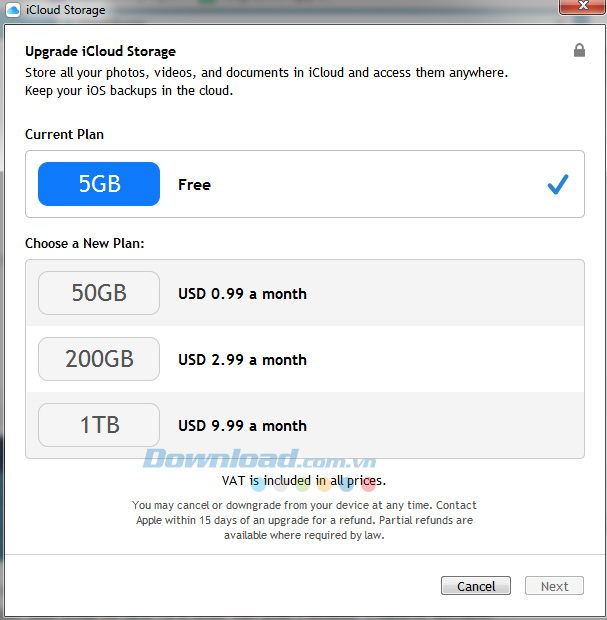 iCloud Storage
Upgrade iCloud Storage
Store all your photos, videos, and documents in iCloud and access them anywhere.
Keep your iOS backups in the cloud.
Current Plan
5GB Free
Choose a New Plan:
50GB USD 0.99 a month
200GB USD 2.99 a month
1TB USD 9.99 a month
Download.com.vn
VAT is included in all prices.
You may cancel or downgrade from your device at any time. Contact
Apple within 15 days of an upgrade for a refund. Partial refunds are
available where required by law.
Cancel Next